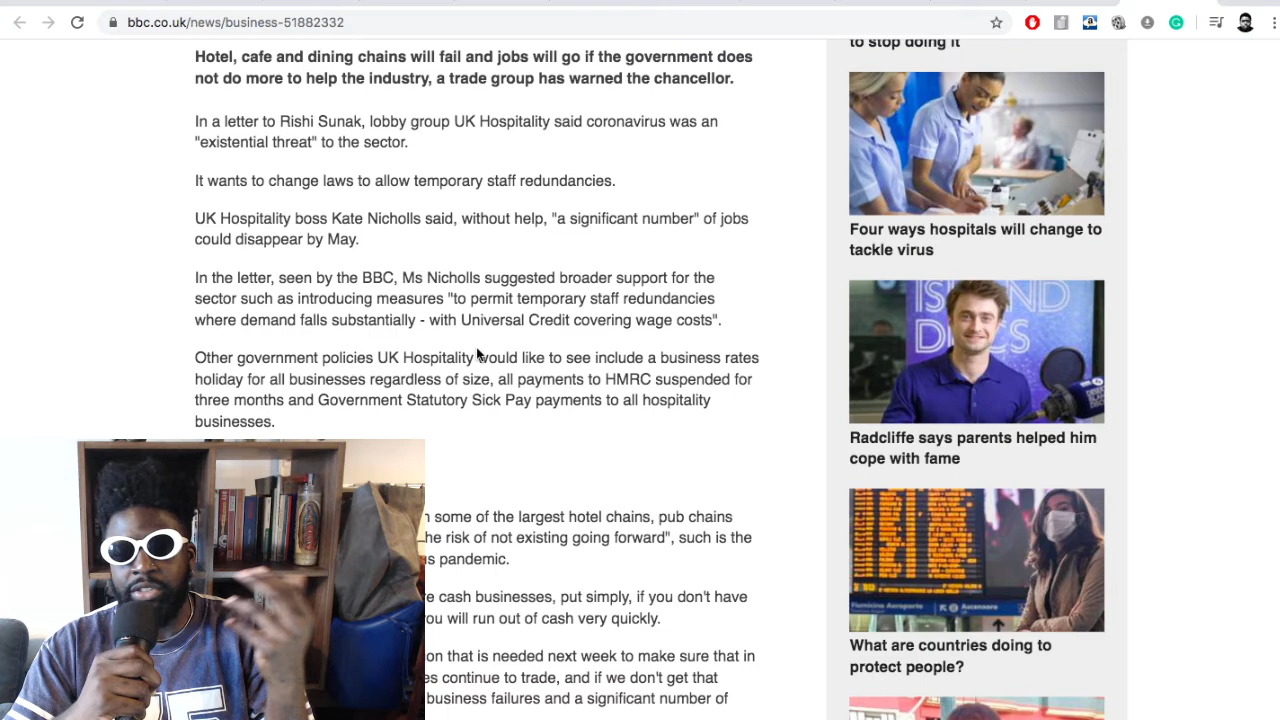 bbc.co.uk/news/business-51882332
Hotel, cafe and dining chains will fail and jobs will go if the government does
not do more to help the industry, a trade group has warned the chancellor.
In a letter to Rishi Sunak, lobby group UK Hospitality said coronavirus was an
"existential threat" to the sector.
It wants to change laws to allow temporary staff redundancies.
UK Hospitality boss Kate Nicholls said, without help, "a significant number" of jobs
could disappear by May.
In the letter, seen by the BBC, Ms Nicholls suggested broader support for the
sector such as introducing measures "to permit temporary staff redundancies
where demand falls substantially - with Universal Credit covering wage costs".
Other government policies UK Hospitality would like to see include a business rates
holiday for all businesses regardless of size, all payments to HMRC suspended for
three months and Government Statutory Sick Pay payments to all hospitality
businesses.
some of the largest hotel chains, pub chains
he risk of not existing going forward", such is the
s pandemic.
e cash businesses, put simply, if you don't have
you will run out of cash very quickly.
on that is needed next week to make sure that in
es continue to trade, and if we don't get that
business failures and a significant number of
to stop doing it
Four ways hospitals will change to
tackle virus
ISLAND
DISCS
Radcliffe says parents helped him
cope with fame
Fiumicino Aeroporto
Ascensore
What are countries doing to
protect people?